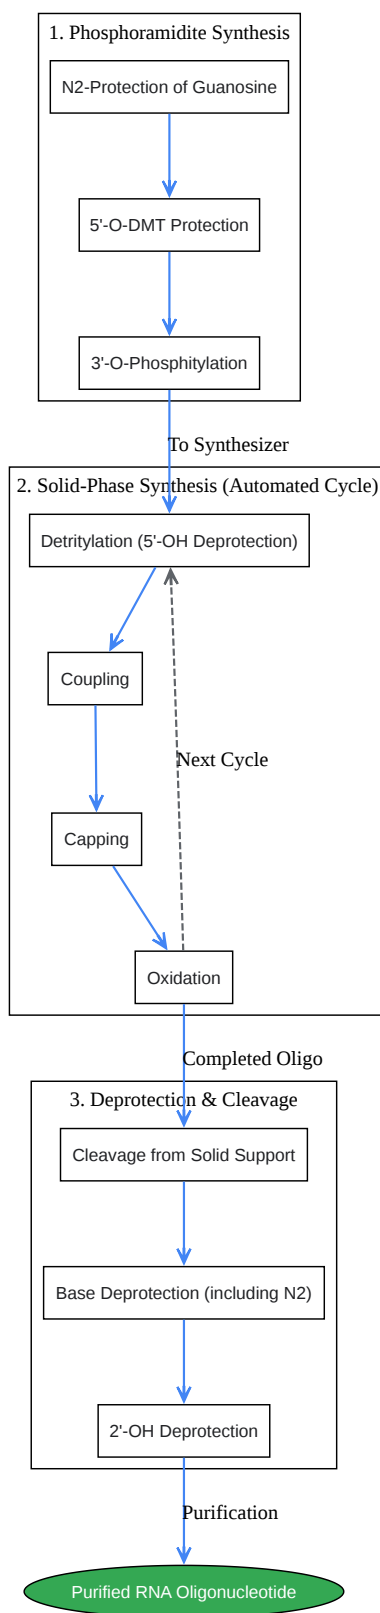 1. Phosphoramidite Synthesis
N2-Protection of Guanosine
5'-O-DMT Protection
3'-O-Phosphitylation
To Synthesizer
2. Solid-Phase Synthesis (Automated Cycle)
Detritylation (5'-OH Deprotection)
Coupling
Next Cycle
Capping
Oxidation
Completed Oligo
3. Deprotection & Cleavage
Cleavage from Solid Support
Base Deprotection (including N2)
2'-OH Deprotection
Purification
Purified RNA Oligonucleotide